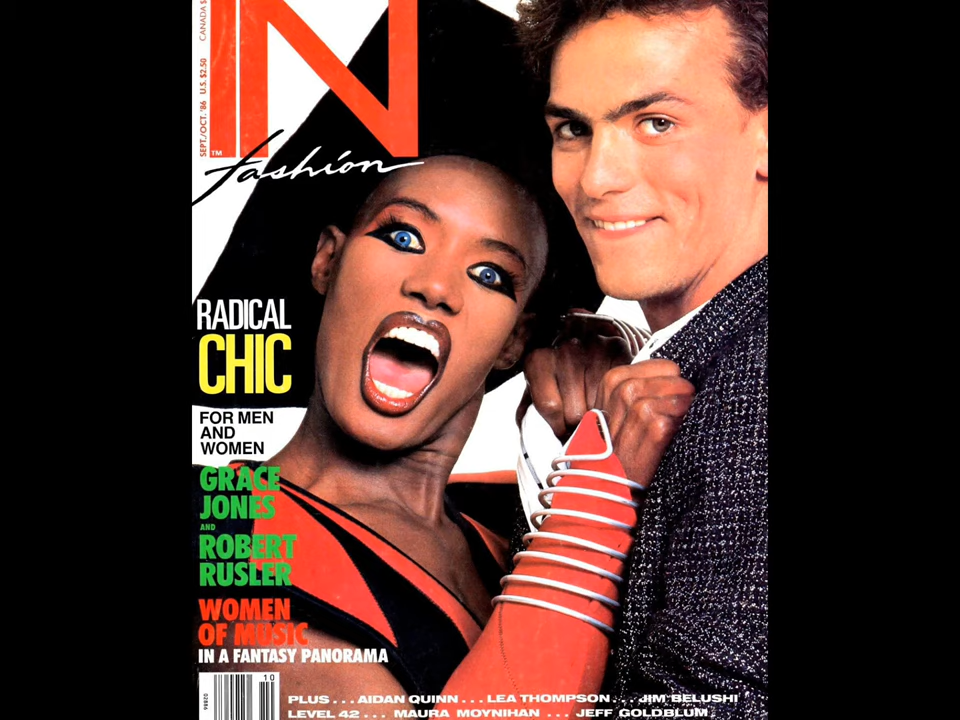 CANADA $
SEPT./OCT. '86 U.S. $2.50
IN
TM
fashion
RADICAL
CHIC
FOR MEN
AND
WOMEN
GRACE
JONES
AND
ROBERT
RUSLER
WOMEN
OF MUSIC
IN A FANTASY PANORAMA
10
02886
PLUS . . . AIDAN QUINN . . . LEA THOMPSON . . . JIM BELUSHI
LEVEL 42 . . . MAURA MOYNIHAN . . . JEFF GOLDBLUM